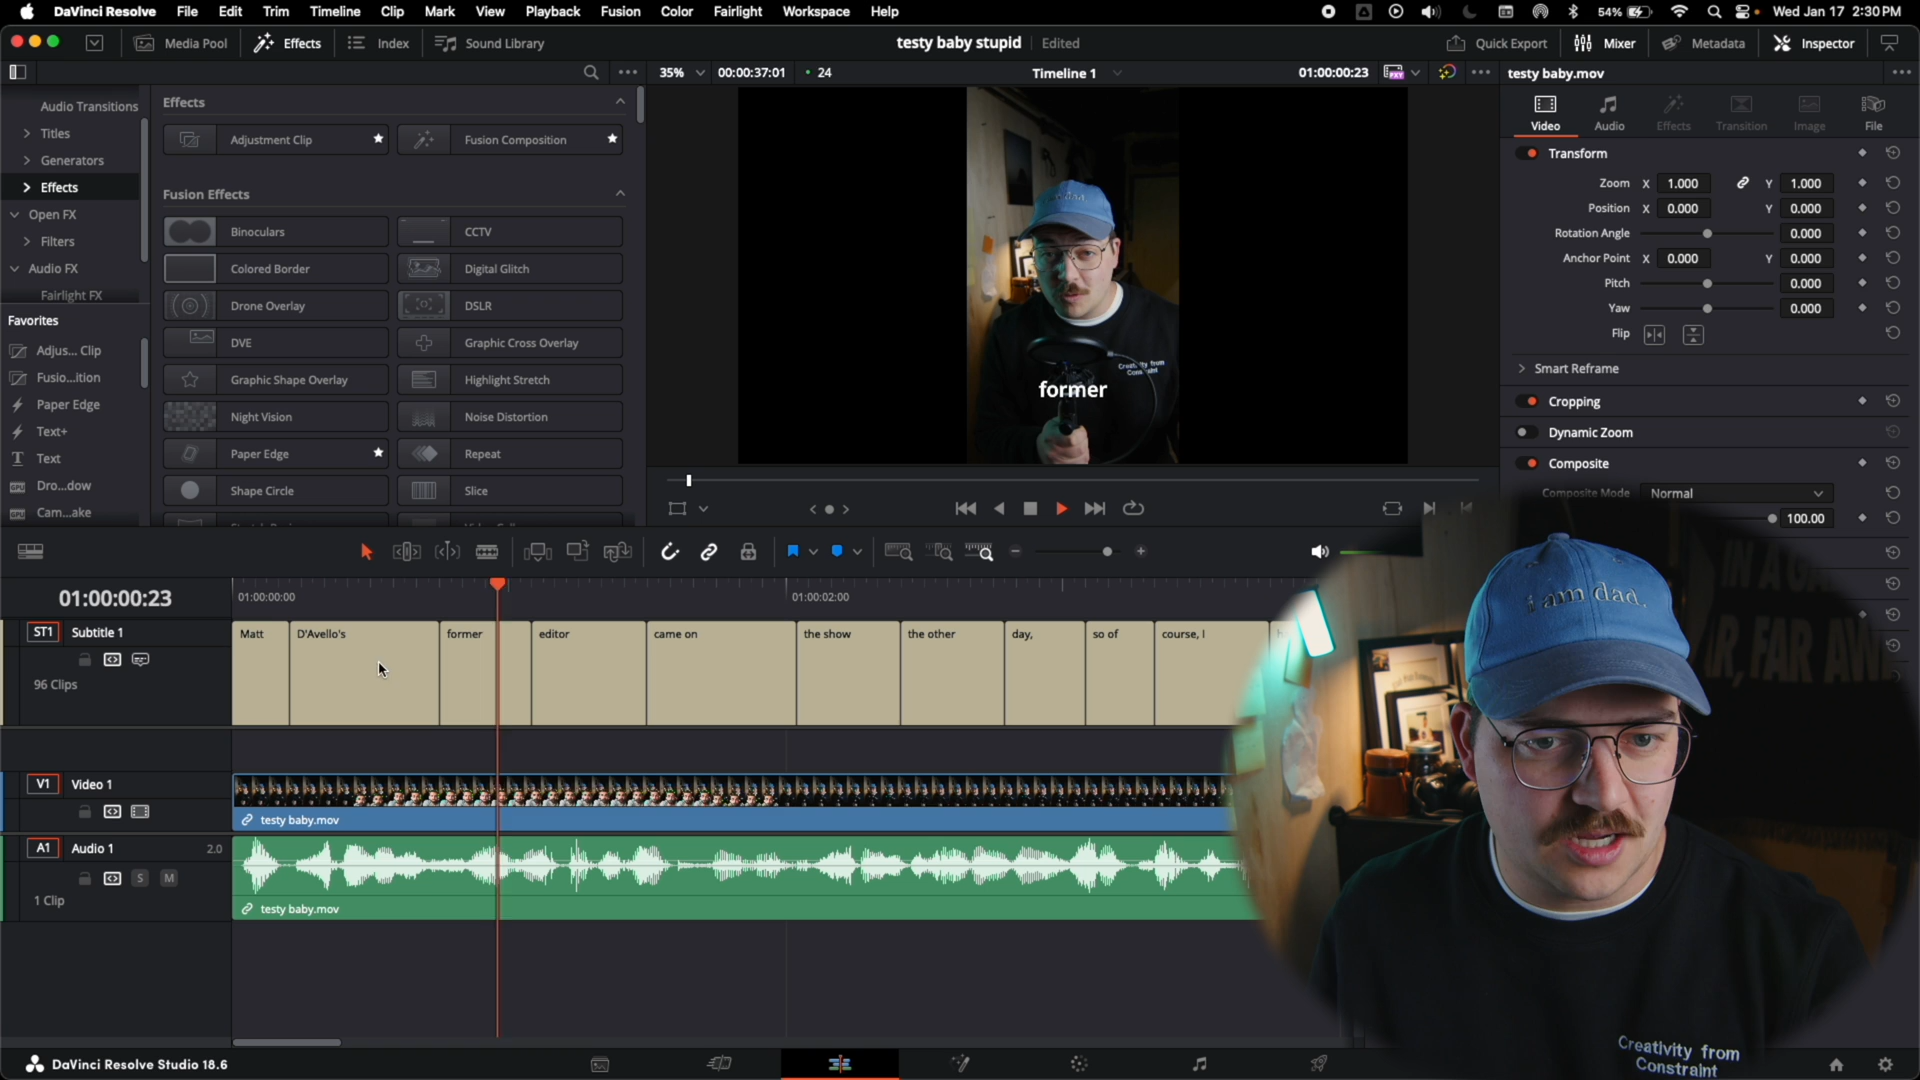 DaVinci Resolve File Edit Trim Timeline Clip Mark View Playback Fusion Color Fairlight Workspace Help 54% Wed Jan 17 2:30 PM
Media Pool Effects Index Sound Library testy baby stupid Edited Quick Export Mixer Metadata Inspector
35% 00:00:37:01 24 Timeline 1 01:00:00:23 testy baby.mov
Audio Transitions
Titles
Generators
Effects
Open FX
Filters
Audio FX
Fairlight FX
Favorites
Adjus... Clip
Fusio...ition
Paper Edge
Text+
Text
Dro...dow
Cam...ake
Effects
Adjustment Clip Fusion Composition
Fusion Effects
Binoculars CCTV
Colored Border Digital Glitch
Drone Overlay DSLR
DVE Graphic Cross Overlay
Graphic Shape Overlay Highlight Stretch
Night Vision Noise Distortion
Paper Edge Repeat
Shape Circle Slice
i am dad.
Creativity from
Constraint
former
Video Audio Effects Transition Image File
Transform
Zoom X 1.000 Y 1.000
Position X 0.000 Y 0.000
Rotation Angle 0.000
Anchor Point X 0.000 Y 0.000
Pitch 0.000
Yaw 0.000
Flip
Smart Reframe
Cropping
Dynamic Zoom
Composite
Composite Mode Normal
100.00
01:00:00:23 01:00:00:00 01:00:02:00
ST1 Subtitle 1
96 Clips
Matt D'Avello's former editor came on the show the other day, so of course, I
V1 Video 1
testy baby.mov
A1 Audio 1 2.0
S M
1 Clip
testy baby.mov
i am dad.
Creativity from
Constraint
DaVinci Resolve Studio 18.6